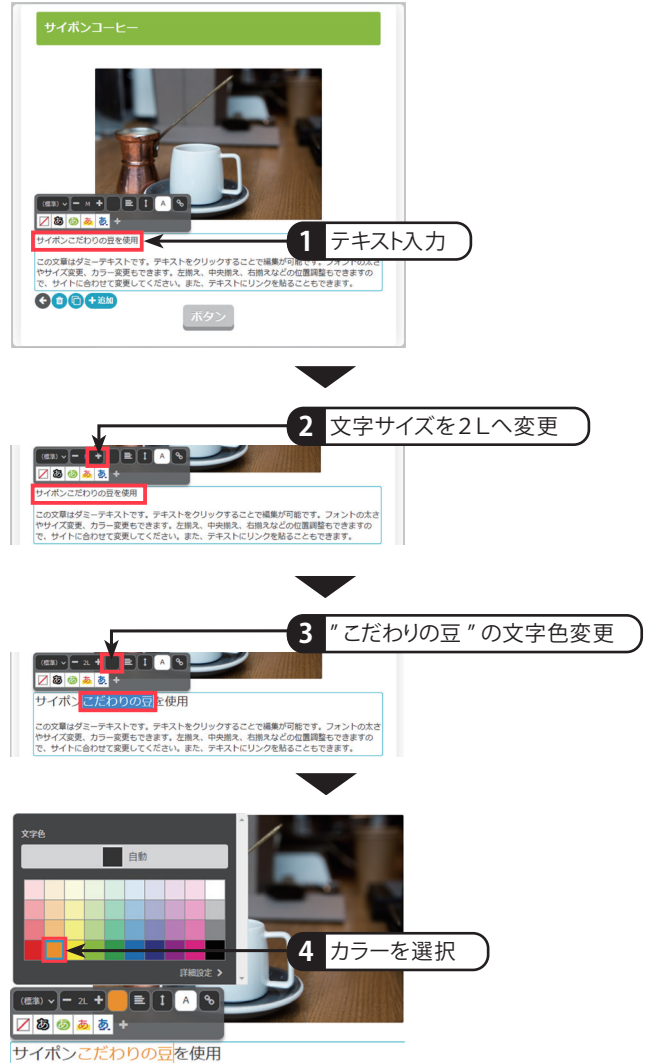 サイポンコーヒー
(標準) M + A
あ あ あ あ +
サイポンこだわりの豆を使用
1 テキスト入力
この文章はダミーテキストです。テキストをクリックすることで編集が可能です。フォントの太さ
やサイズ変更、カラー変更もできます。左揃え、中央揃え、右揃えなどの位置調整もできますの
で、サイトに合わせて変更してください。また、テキストにリンクを貼ることもできます。
+追加
ボタン
2 文字サイズを2Lへ変更
(標準) + A
あ あ あ あ +
サイポンこだわりの豆を使用
この文章はダミーテキストです。テキストをクリックすることで編集が可能です。フォントの太さ
やサイズ変更、カラー変更もできます。左揃え、中央揃え、右揃えなどの位置調整もできますの
で、サイトに合わせて変更してください。また、テキストにリンクを貼ることもできます。
3 "こだわりの豆"の文字色変更
(標準) 2L + A
あ あ あ あ +
サイポンこだわりの豆を使用
この文章はダミーテキストです。テキストをクリックすることで編集が可能です。フォントの太さ
やサイズ変更、カラー変更もできます。左揃え、中央揃え、右揃えなどの位置調整もできますの
で、サイトに合わせて変更してください。また、テキストにリンクを貼ることもできます。
文字色
自動
4 カラーを選択
詳細設定 >
(標準) 2L + A
あ あ あ あ +
サイポンこだわりの豆を使用